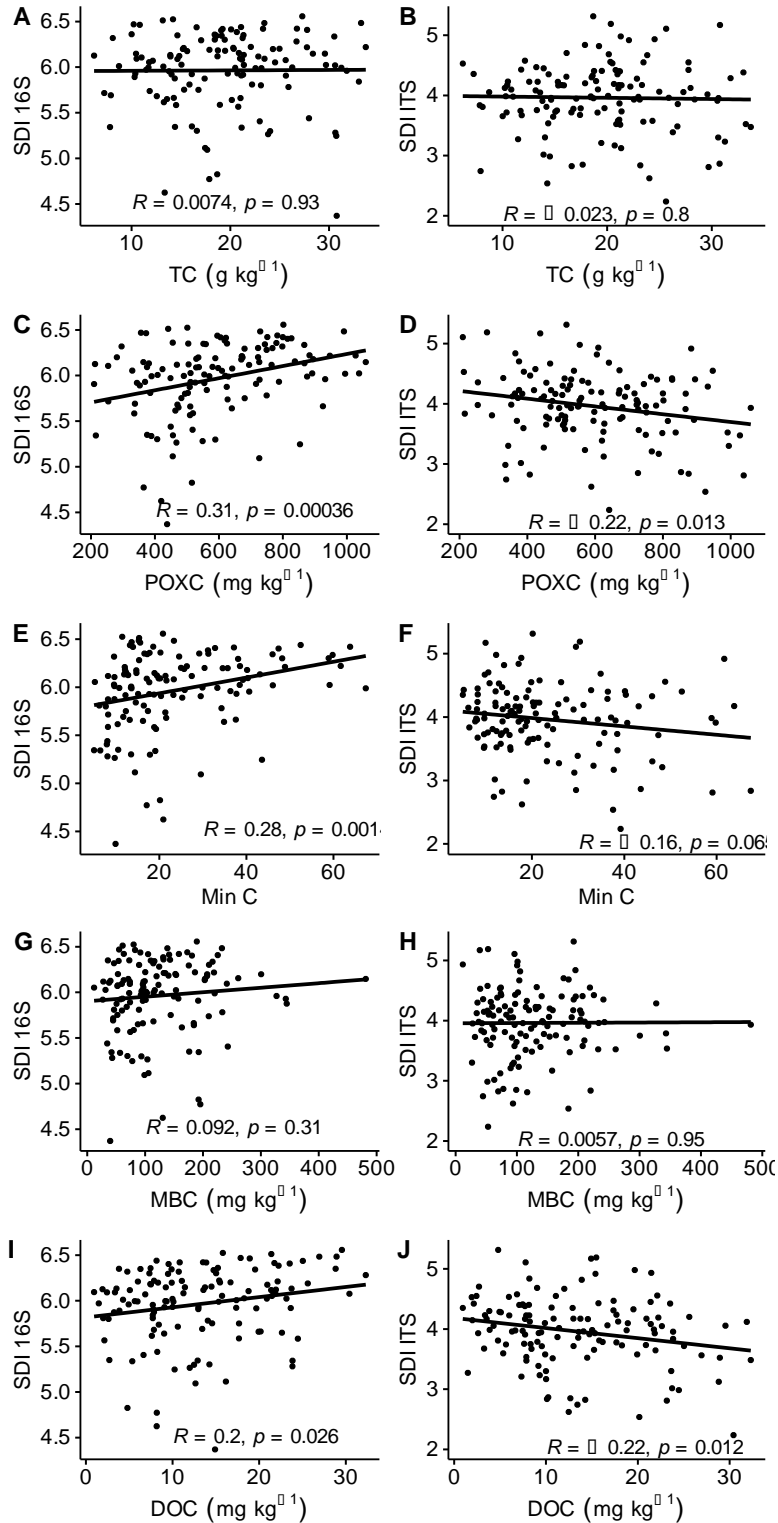 A
SDI 16S
6.5
6.0
5.5
5.0
4.5
R = 0.0074, p = 0.93
10 20 30
TC (g kg▯ 1)
B
SDI ITS
5
4
3
2
R = ▯ 0.023, p = 0.8
10 20 30
TC (g kg▯ 1)
C
SDI 16S
6.5
6.0
5.5
5.0
4.5
R = 0.31, p = 0.00036
200 400 600 800 1000
POXC (mg kg▯ 1)
D
SDI ITS
5
4
3
2
R = ▯ 0.22, p = 0.013
200 400 600 800 1000
POXC (mg kg▯ 1)
E
SDI 16S
6.5
6.0
5.5
5.0
4.5
R = 0.28, p = 0.001
20 40 60
Min C
F
SDI ITS
5
4
3
2
R = ▯ 0.16, p = 0.06
20 40 60
Min C
G
SDI 16S
6.5
6.0
5.5
5.0
4.5
R = 0.092, p = 0.31
0 100 200 300 400 500
MBC (mg kg▯ 1)
H
SDI ITS
5
4
3
2
R = 0.0057, p = 0.95
0 100 200 300 400 500
MBC (mg kg▯ 1)
I
SDI 16S
6.5
6.0
5.5
5.0
4.5
R = 0.2, p = 0.026
0 10 20 30
DOC (mg kg▯ 1)
J
SDI ITS
5
4
3
2
R = ▯ 0.22, p = 0.012
0 10 20 30
DOC (mg kg▯ 1)